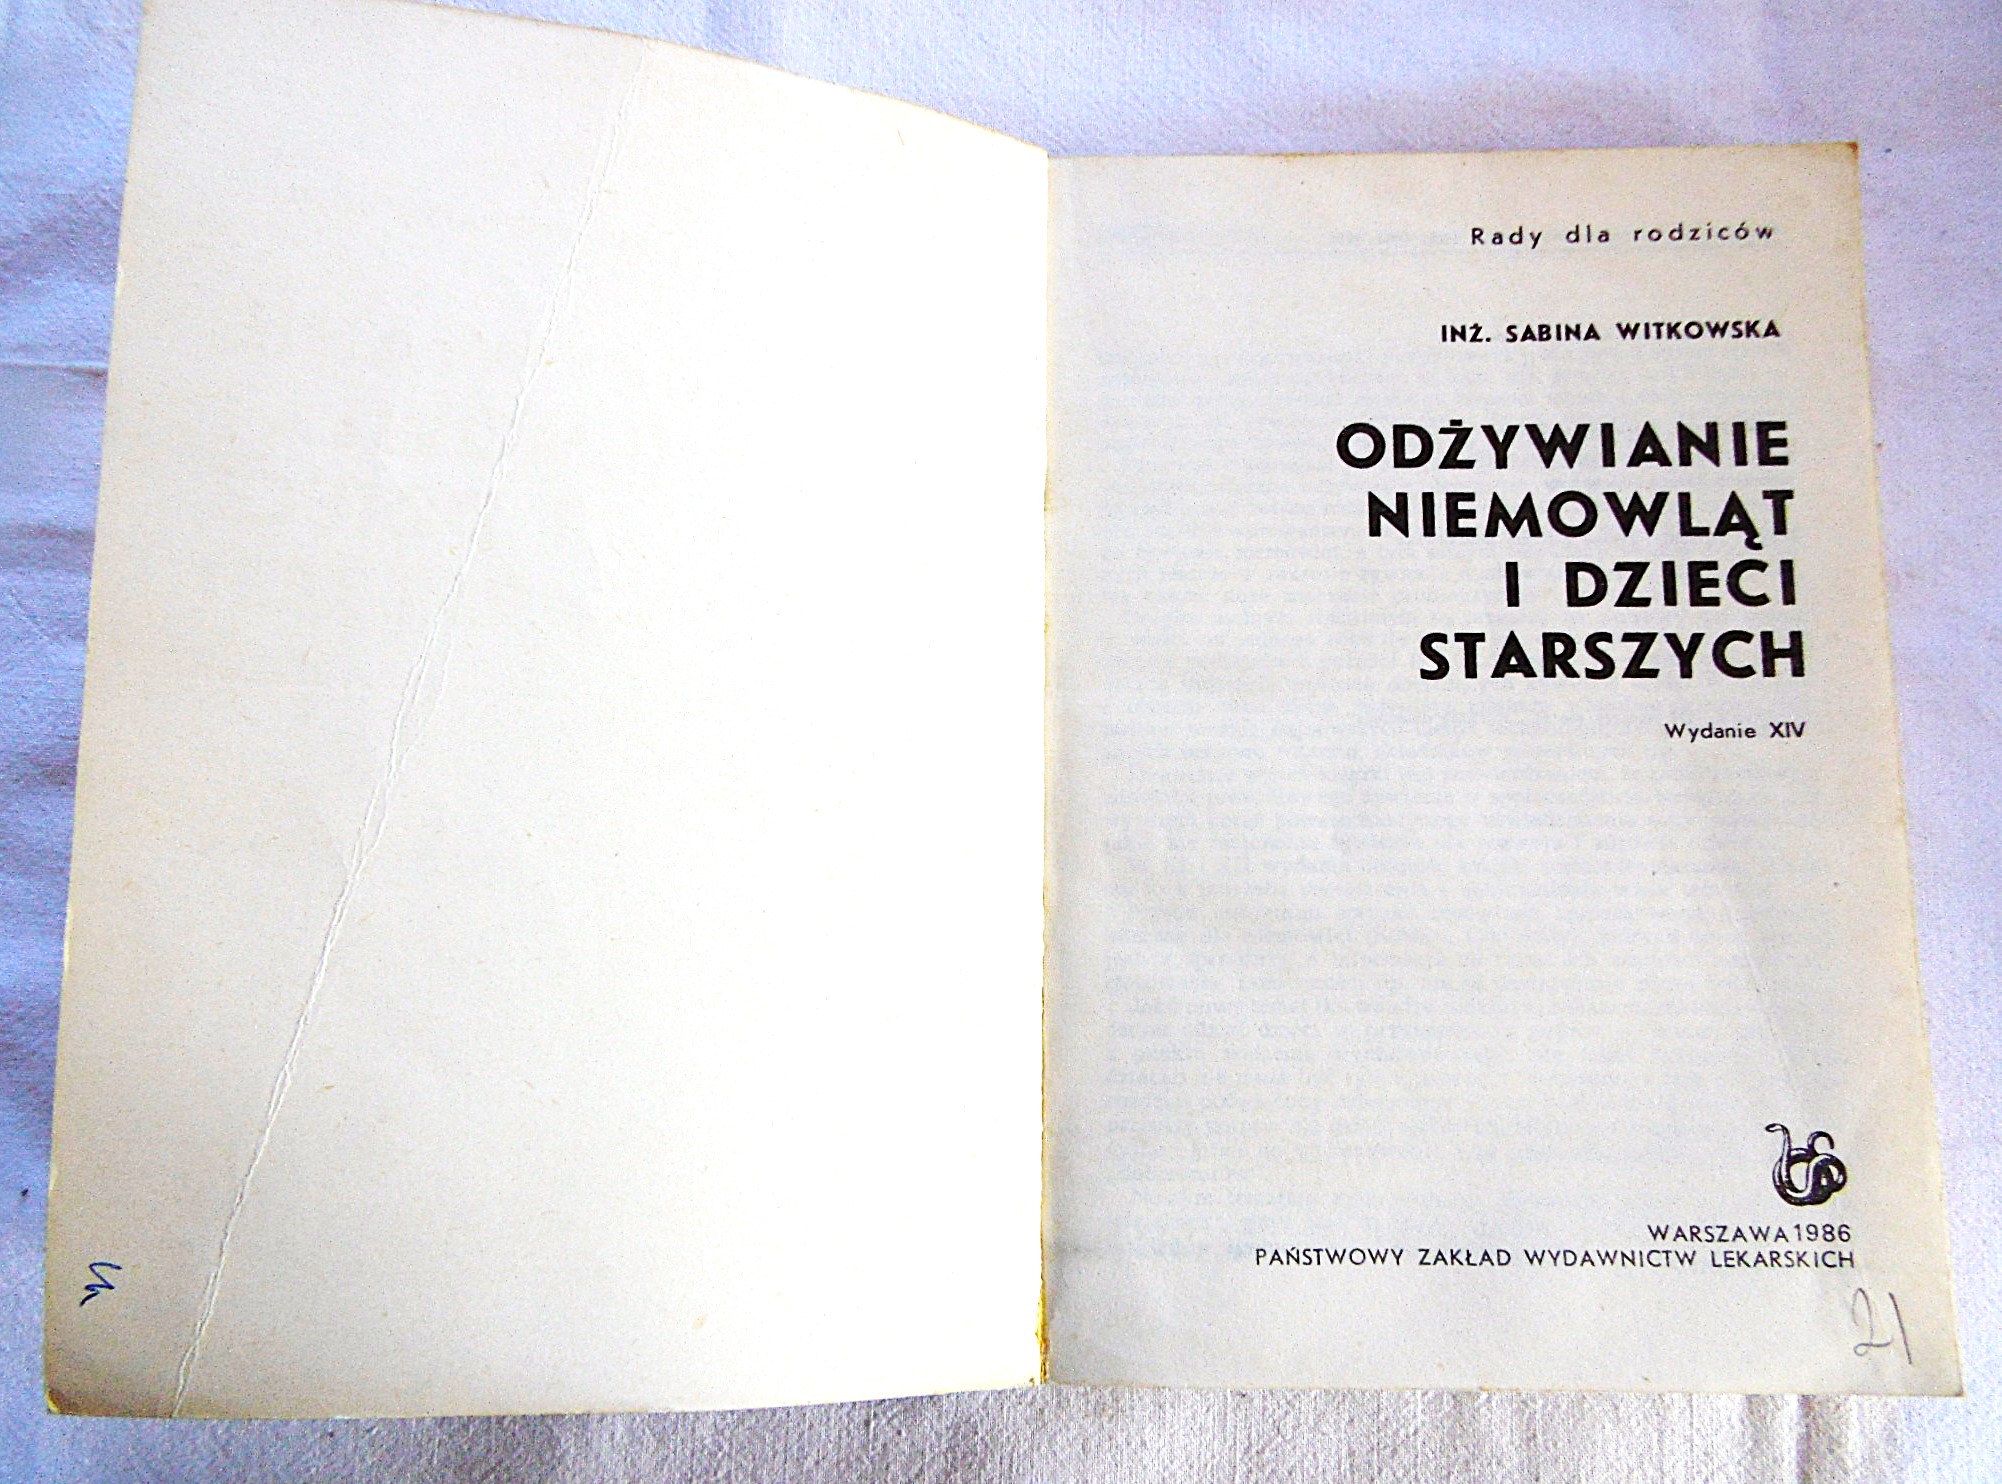 Rady dla rodziców
INŻ. SABINA WITKOWSKA
ODŻYWIANIE
NIEMOWLĄT
I DZIECI
STARSZYCH
Wydanie XIV
WARSZAWA 1986
PAŃSTWOWY ZAKŁAD WYDAWNICTW LEKARSKICH
21